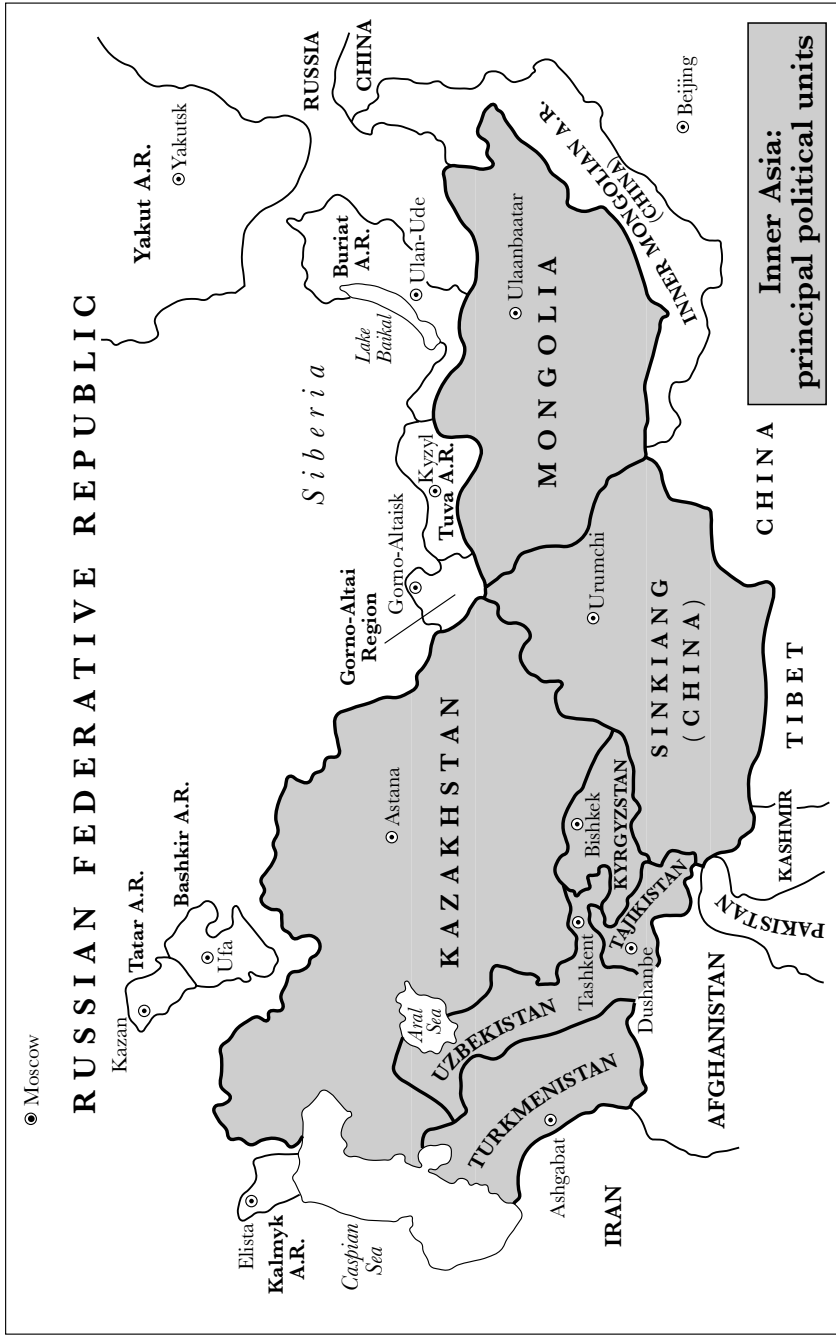 Moscow
RUSSIAN FEDERATIVE REPUBLIC
Yakut A.R.
Yakutsk
Kazan
Tatar A.R.
Bashkir A.R.
Ufa
Siberia
RUSSIA
CHINA
Buriat
A.R.
Lake
Baikal
Ulan-Ude
Elista
Kalmyk
A.R.
Gorno-Altai
Region
Gorno-Altaisk
Kyzyl
Tuva A.R.
Caspian
Sea
Aral
Sea
Astana
KAZAKHSTAN
MONGOLIA
Ulaanbaatar
INNER MONGOLIAN A.R.
(CHINA)
Beijing
UZBEKISTAN
TURKMENISTAN
Ashgabat
Tashkent
Bishkek
KYRGYZSTAN
TAJIKISTAN
Dushanbe
Urumchi
SINKIANG
(CHINA)
IRAN
AFGHANISTAN
PAKISTAN
KASHMIR
TIBET
CHINA
Inner Asia:
principal political units